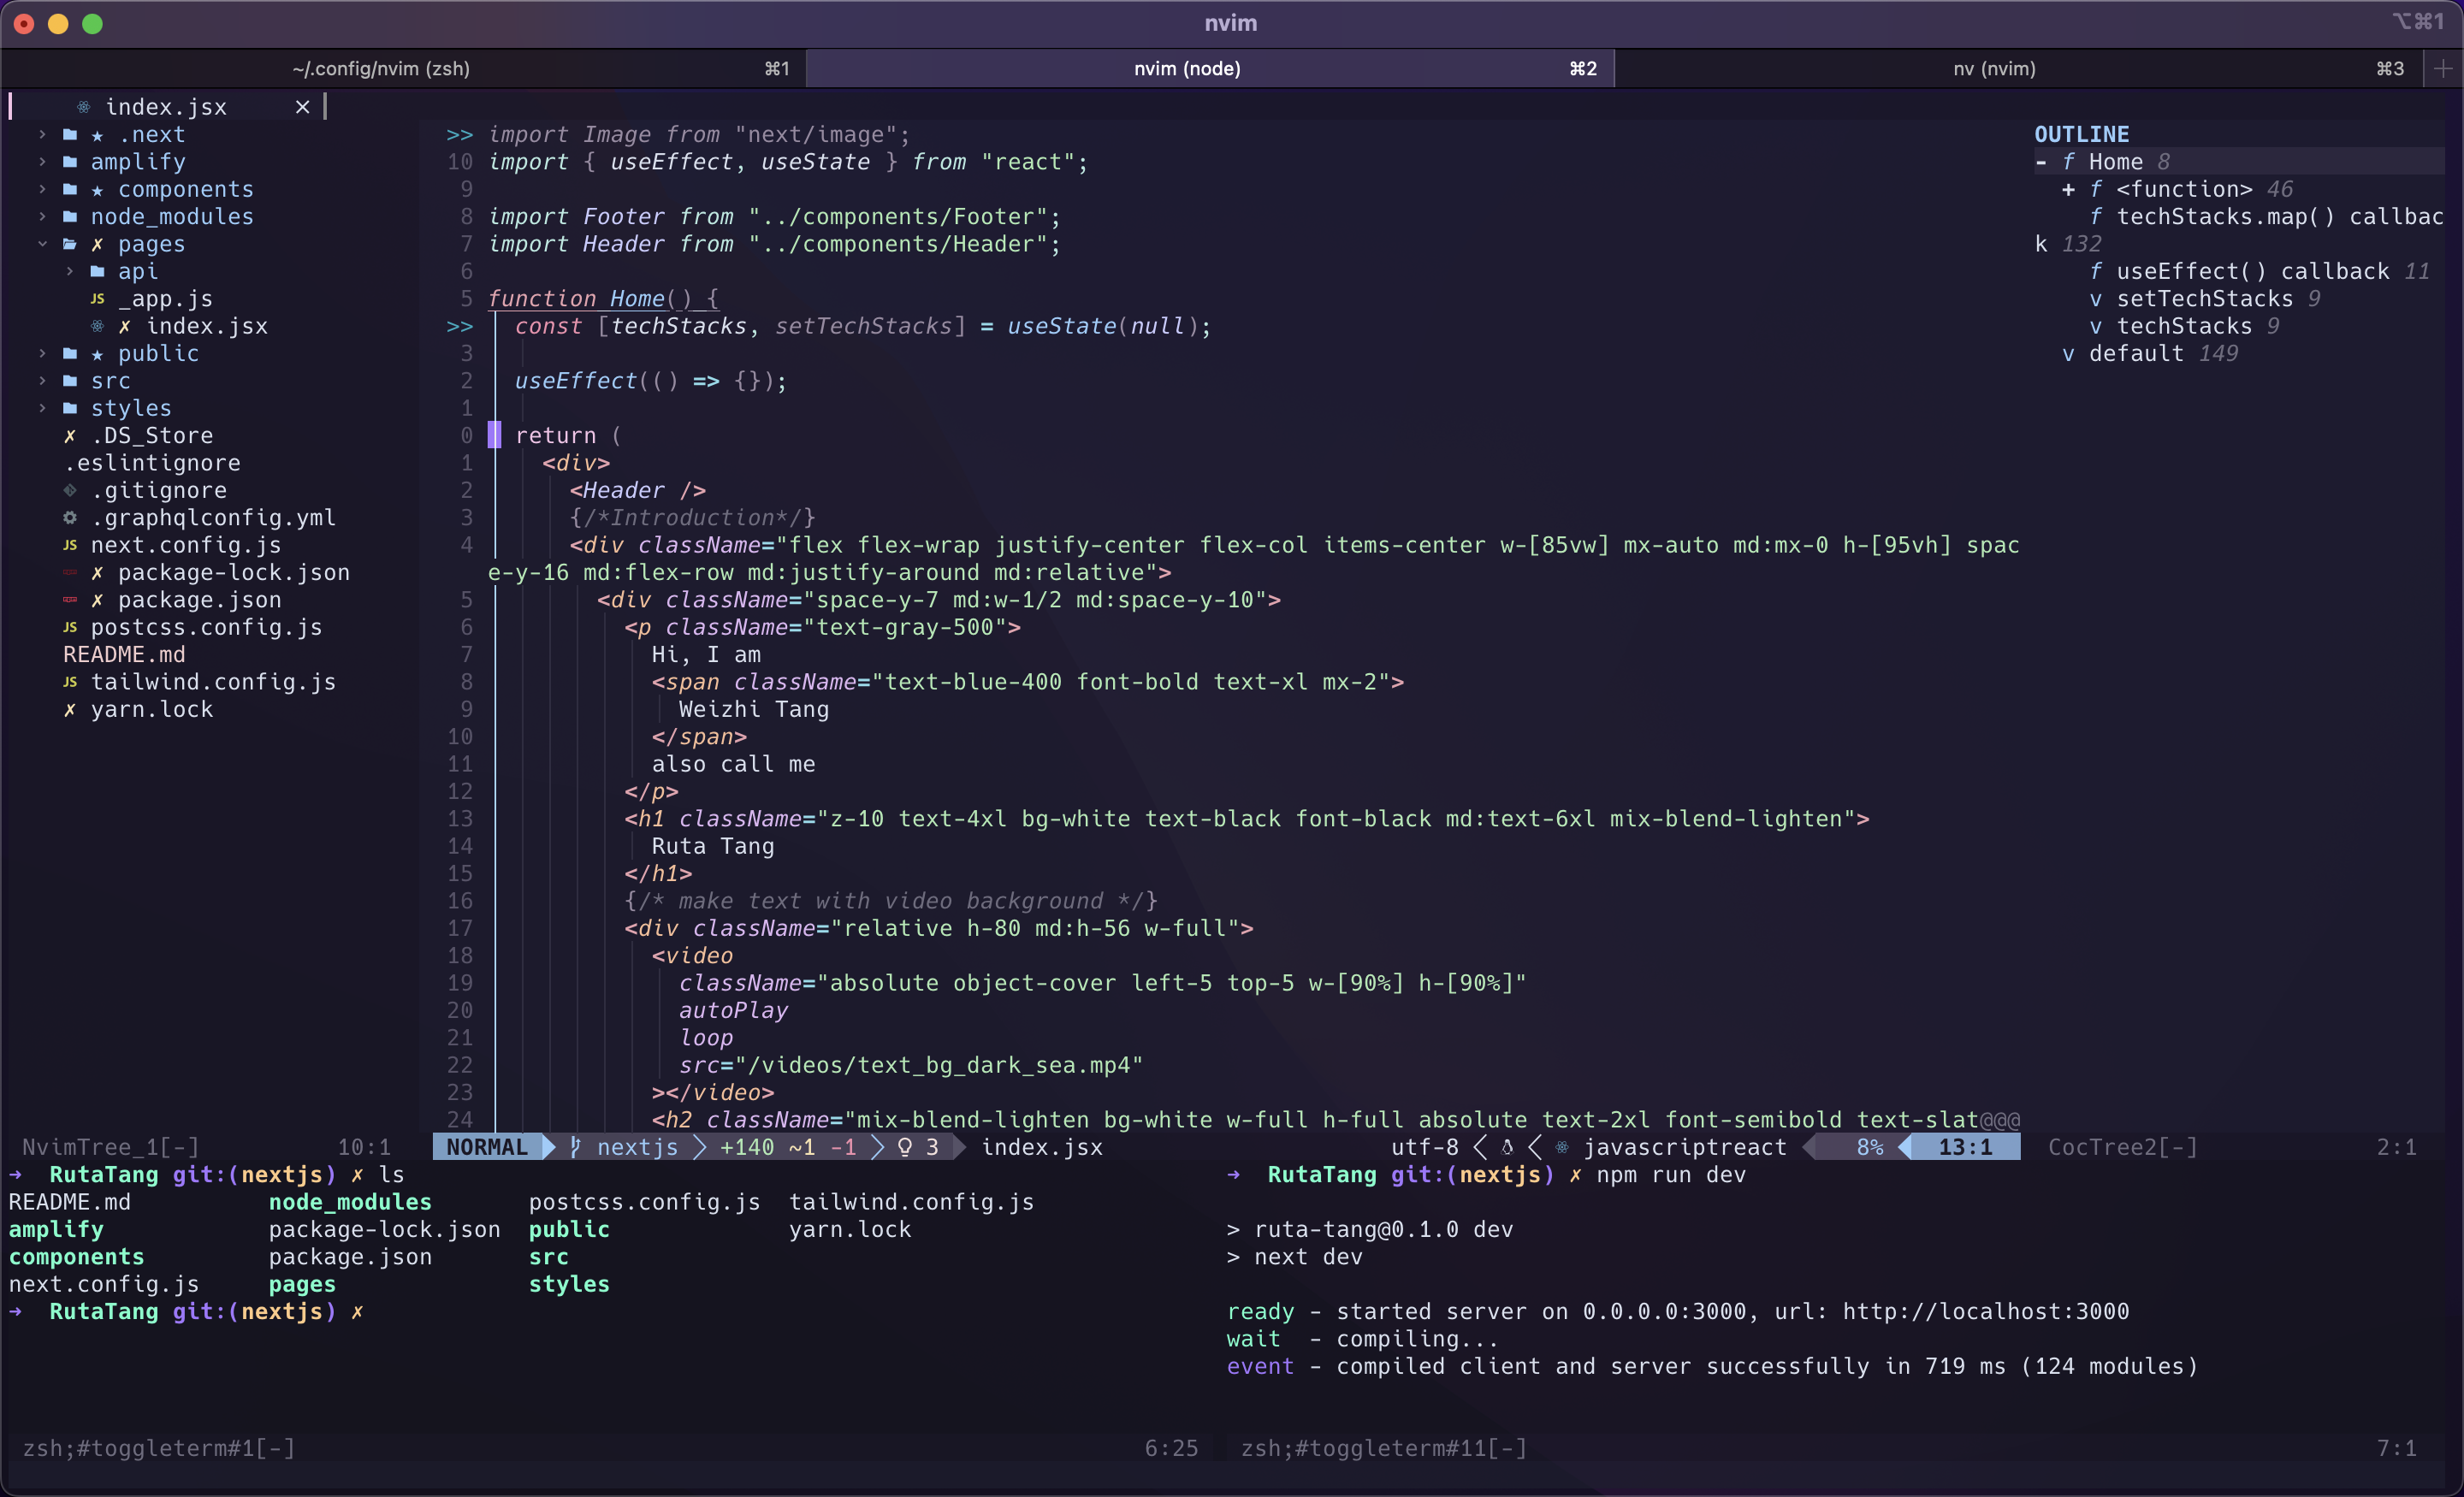 nvim
⌥⌘1
~/.config/nvim (zsh) ⌘1
nvim (node) ⌘2
nv (nvim) ⌘3
index.jsx ×
.next
amplify
components
node_modules
pages
api
_app.js
index.jsx
public
src
styles
.DS_Store
.eslintignore
.gitignore
.graphqlconfig.yml
next.config.js
package-lock.json
package.json
postcss.config.js
README.md
tailwind.config.js
yarn.lock
>> import Image from "next/image";
10 import { useEffect, useState } from "react";
9
8 import Footer from "../components/Footer";
7 import Header from "../components/Header";
6
5 function Home() {
>> const [techStacks, setTechStacks] = useState(null);
3
2 useEffect(() => {});
1
0 return (
1 <div>
2 <Header />
3 {/*Introduction*/}
4 <div className="flex flex-wrap justify-center flex-col items-center w-[85vw] mx-auto md:mx-0 h-[95vh] spac
e-y-16 md:flex-row md:justify-around md:relative">
5 <div className="space-y-7 md:w-1/2 md:space-y-10">
6 <p className="text-gray-500">
7 Hi, I am
8 <span className="text-blue-400 font-bold text-xl mx-2">
9 Weizhi Tang
10 </span>
11 also call me
12 </p>
13 <h1 className="z-10 text-4xl bg-white text-black font-black md:text-6xl mix-blend-lighten">
14 Ruta Tang
15 </h1>
16 {/* make text with video background */}
17 <div className="relative h-80 md:h-56 w-full">
18 <video
19 className="absolute object-cover left-5 top-5 w-[90%] h-[90%]"
20 autoPlay
21 loop
22 src="/videos/text_bg_dark_sea.mp4"
23 ></video>
24 <h2 className="mix-blend-lighten bg-white w-full h-full absolute text-2xl font-semibold text-slat@@@
OUTLINE
- f Home 8
+ f <function> 46
f techStacks.map() callbac
k 132
f useEffect() callback 11
v setTechStacks 9
v techStacks 9
v default 149
NvimTree_1[-] 10:1
NORMAL nextjs +140 ~1 -1 3 index.jsx utf-8 javascriptreact 8% 13:1
CocTree2[-] 2:1
→ RutaTang git:(nextjs) ✗ ls
README.md node_modules postcss.config.js tailwind.config.js
amplify package-lock.json public yarn.lock
components package.json src
next.config.js pages styles
→ RutaTang git:(nextjs) ✗
→ RutaTang git:(nextjs) ✗ npm run dev
> ruta-tang@0.1.0 dev
> next dev
ready - started server on 0.0.0.0:3000, url: http://localhost:3000
wait - compiling...
event - compiled client and server successfully in 719 ms (124 modules)
zsh;#toggleterm#1[-] 6:25
zsh;#toggleterm#11[-] 7:1